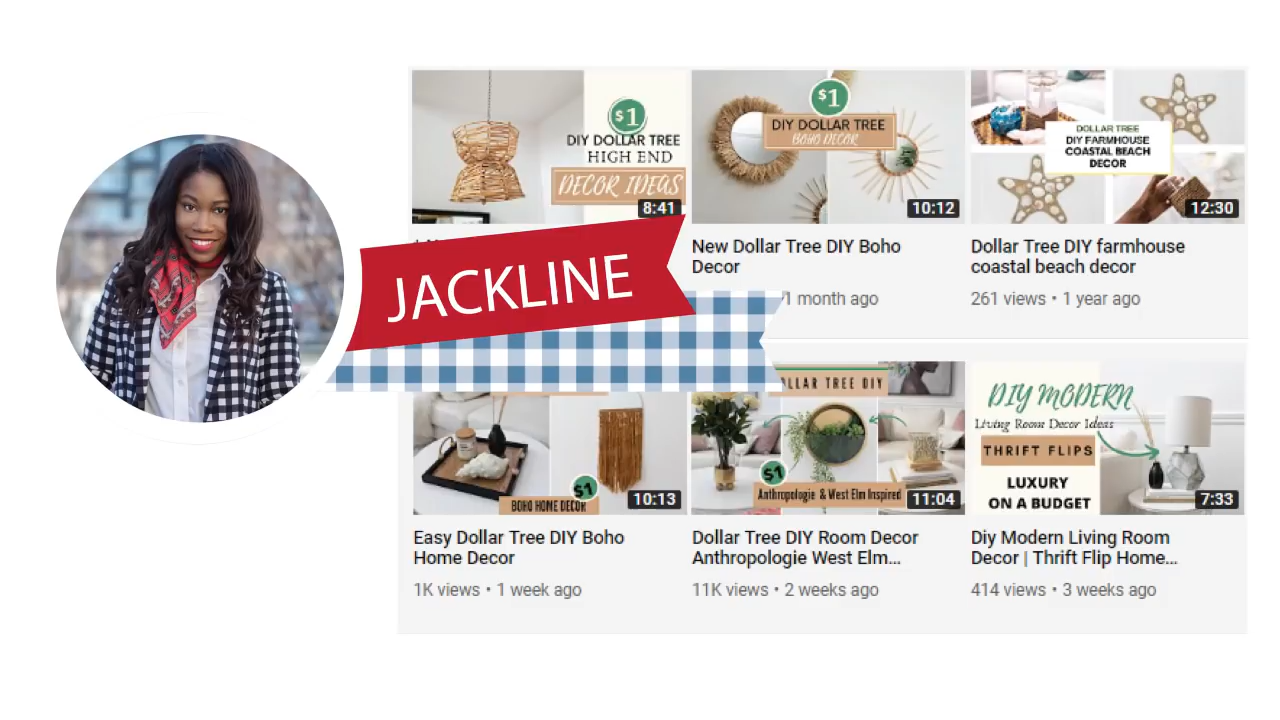 $1
DIY DOLLAR TREE
HIGH END
DECOR IDEAS
8:41
$1
DIY DOLLAR TREE
BOHO DECOR
10:12
DOLLAR TREE
DIY FARMHOUSE
COASTAL BEACH
DECOR
12:30
JACKLINE
New Dollar Tree DIY Boho
Decor
1 month ago
Dollar Tree DIY farmhouse
coastal beach decor
261 views • 1 year ago
$1
BOHO HOME DECOR
10:13
OLLAR TREE DIY
$1
Anthropologie & West Elm Inspired
11:04
DIY MODERN
Living Room Decor Ideas
THRIFT FLIPS
LUXURY
ON A BUDGET
7:33
Easy Dollar Tree DIY Boho
Home Decor
1K views • 1 week ago
Dollar Tree DIY Room Decor
Anthropologie West Elm...
11K views • 2 weeks ago
Diy Modern Living Room
Decor | Thrift Flip Home...
414 views • 3 weeks ago